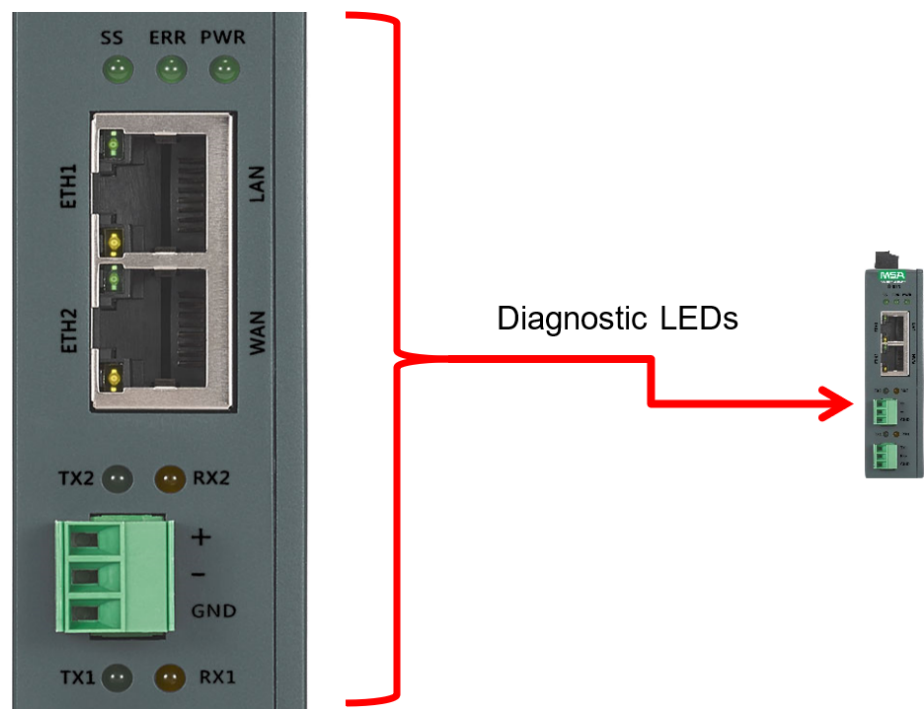 SS ERR PWR
ETH1
LAN
ETH2
WAN
Diagnostic LEDs
MSA
TX2 RX2
+
-
GND
TX1 RX1